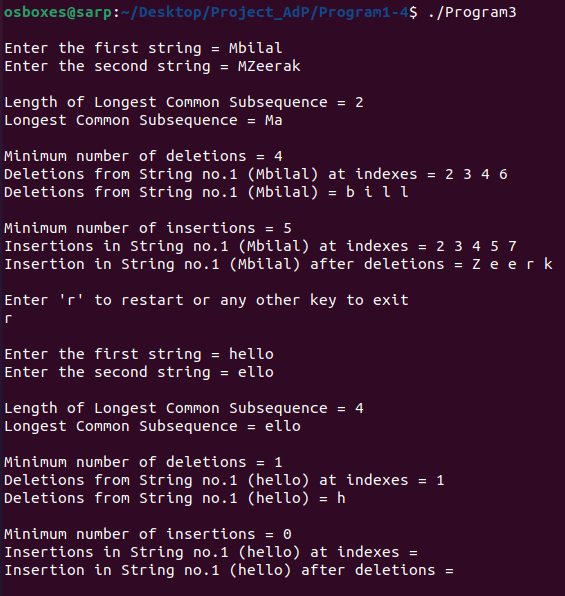 osboxes@sarp:~/Desktop/Project_AdP/Program1-4$ ./Program3
Enter the first string = Mbilal
Enter the second string = MZeerak
Length of Longest Common Subsequence = 2
Longest Common Subsequence = Ma
Minimum number of deletions = 4
Deletions from String no.1 (Mbilal) at indexes = 2 3 4 6
Deletions from String no.1 (Mbilal) = b i l l
Minimum number of insertions = 5
Insertions in String no.1 (Mbilal) at indexes = 2 3 4 5 7
Insertion in String no.1 (Mbilal) after deletions = Z e e r k
Enter 'r' to restart or any other key to exit
r
Enter the first string = hello
Enter the second string = ello
Length of Longest Common Subsequence = 4
Longest Common Subsequence = ello
Minimum number of deletions = 1
Deletions from String no.1 (hello) at indexes = 1
Deletions from String no.1 (hello) = h
Minimum number of insertions = 0
Insertions in String no.1 (hello) at indexes =
Insertion in String no.1 (hello) after deletions =